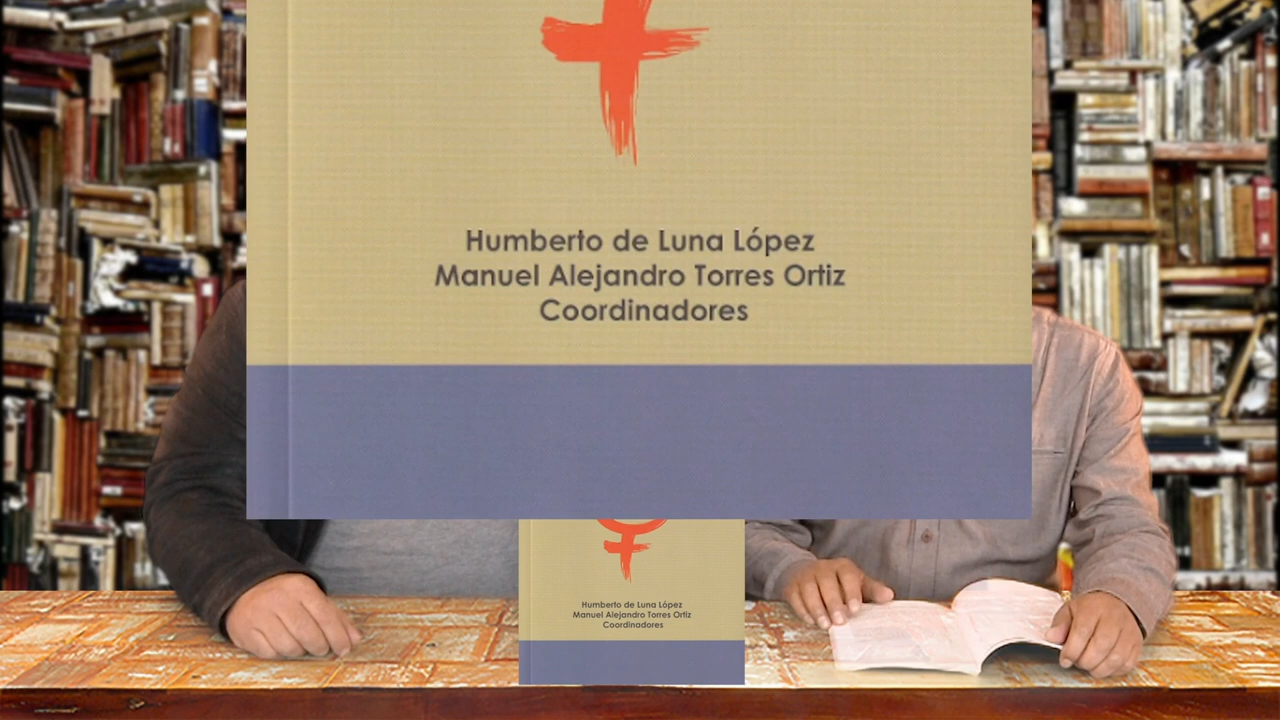 Humberto de Luna López
Manuel Alejandro Torres Ortiz
Coordinadores
Humberto de Luna López
Manuel Alejandro Torres Ortiz
Coordinadores